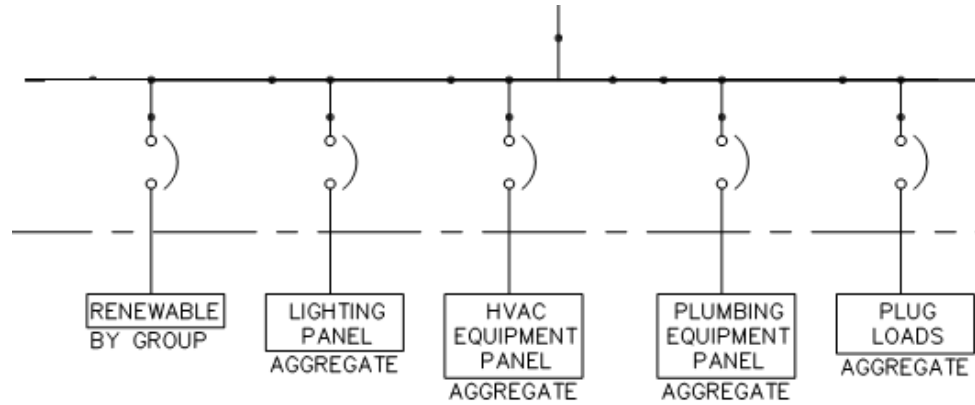 RENEWABLE
BY GROUP
LIGHTING
PANEL
AGGREGATE
HVAC
EQUIPMENT
PANEL
AGGREGATE
PLUMBING
EQUIPMENT
PANEL
AGGREGATE
PLUG
LOADS
AGGREGATE